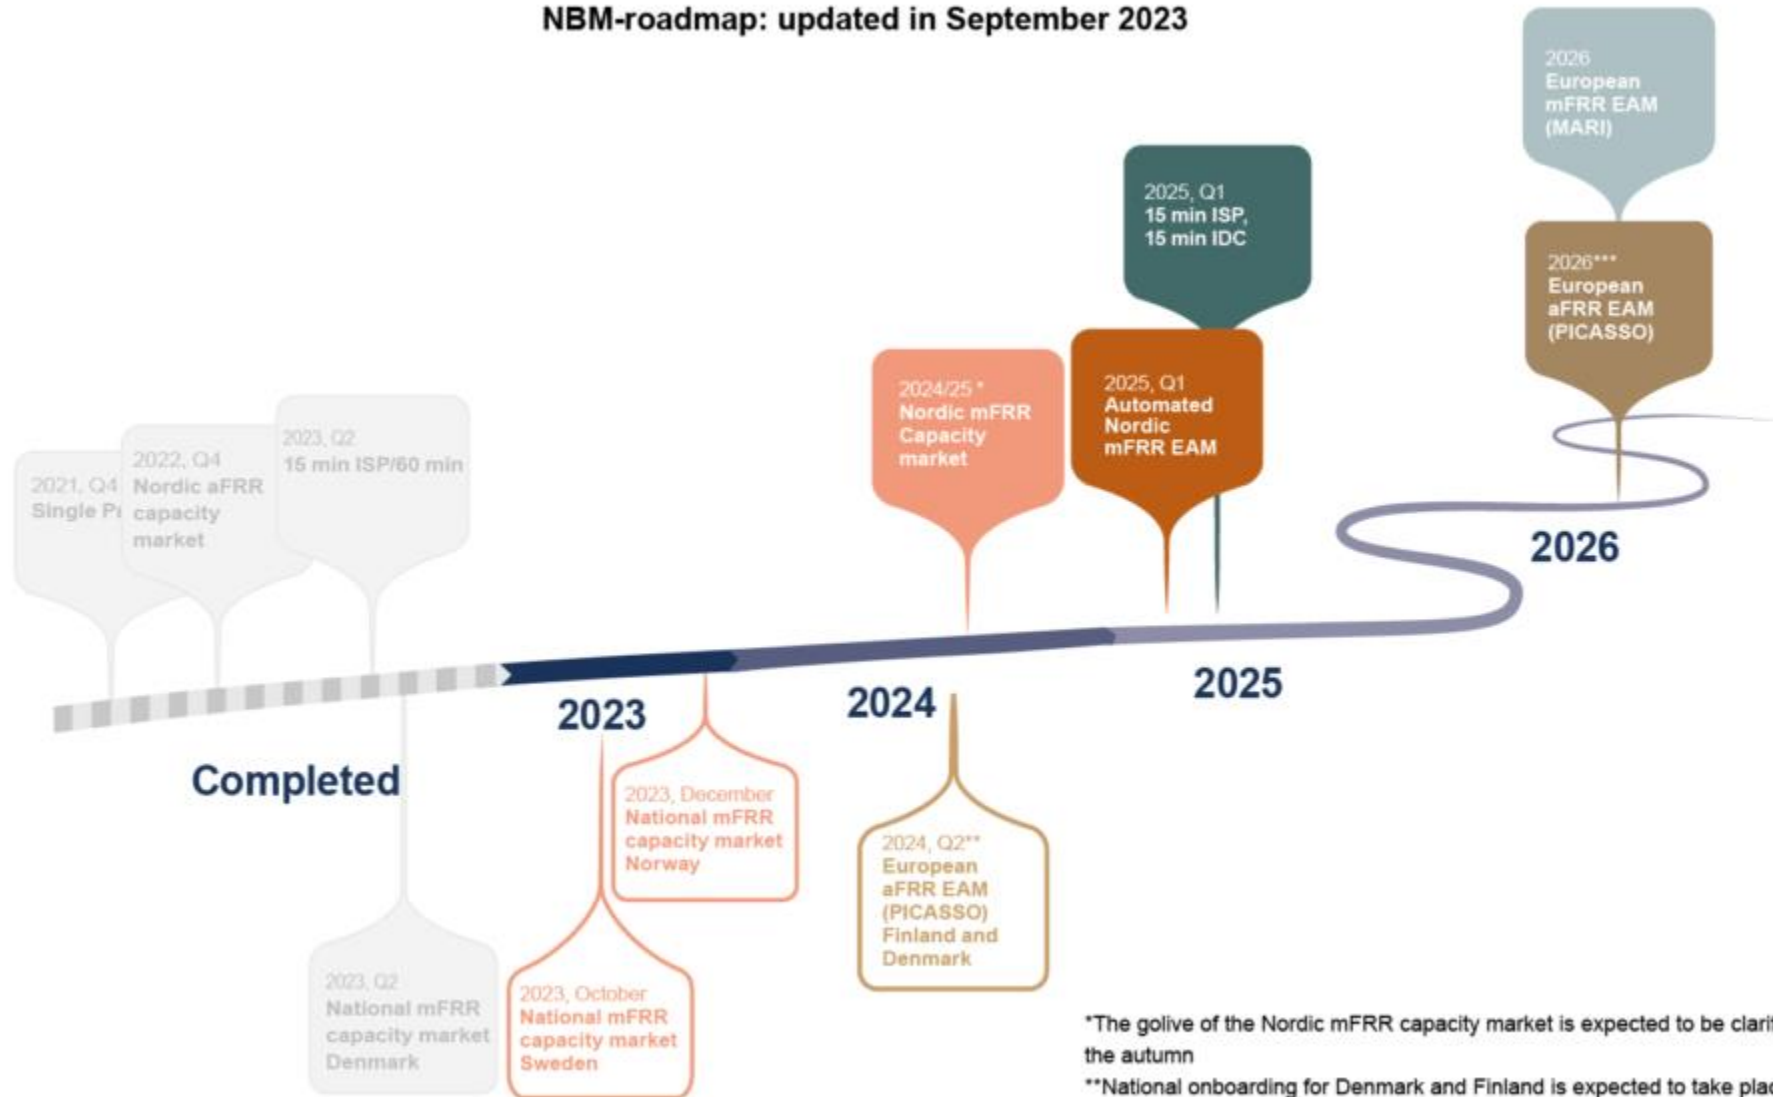 NBM-roadmap: updated in September 2023
2026
European
mFRR EAM
(MARI)
2025, Q1
15 min ISP,
15 min IDC
2026***
European
aFRR EAM
(PICASSO)
2024/25 *
Nordic mFRR
Capacity
market
2025, Q1
Automated
Nordic
mFRR EAM
2021, Q4
Single
2022, Q4
Nordic aFRR
capacity
market
2023, Q2
15 min ISP/60 min
2026
2025
2024
2023
Completed
2023, December
National mFRR
capacity market
Norway
2024, Q2**
European
aFRR EAM
(PICASSO)
Finland and
Denmark
2023, Q2
National mFRR
capacity market
Denmark
2023, October
National mFRR
capacity market
Sweden
*The golive of the Nordic mFRR capacity market is expected to be
the autumn
**National onboarding for Denmark and Finland is expected to take